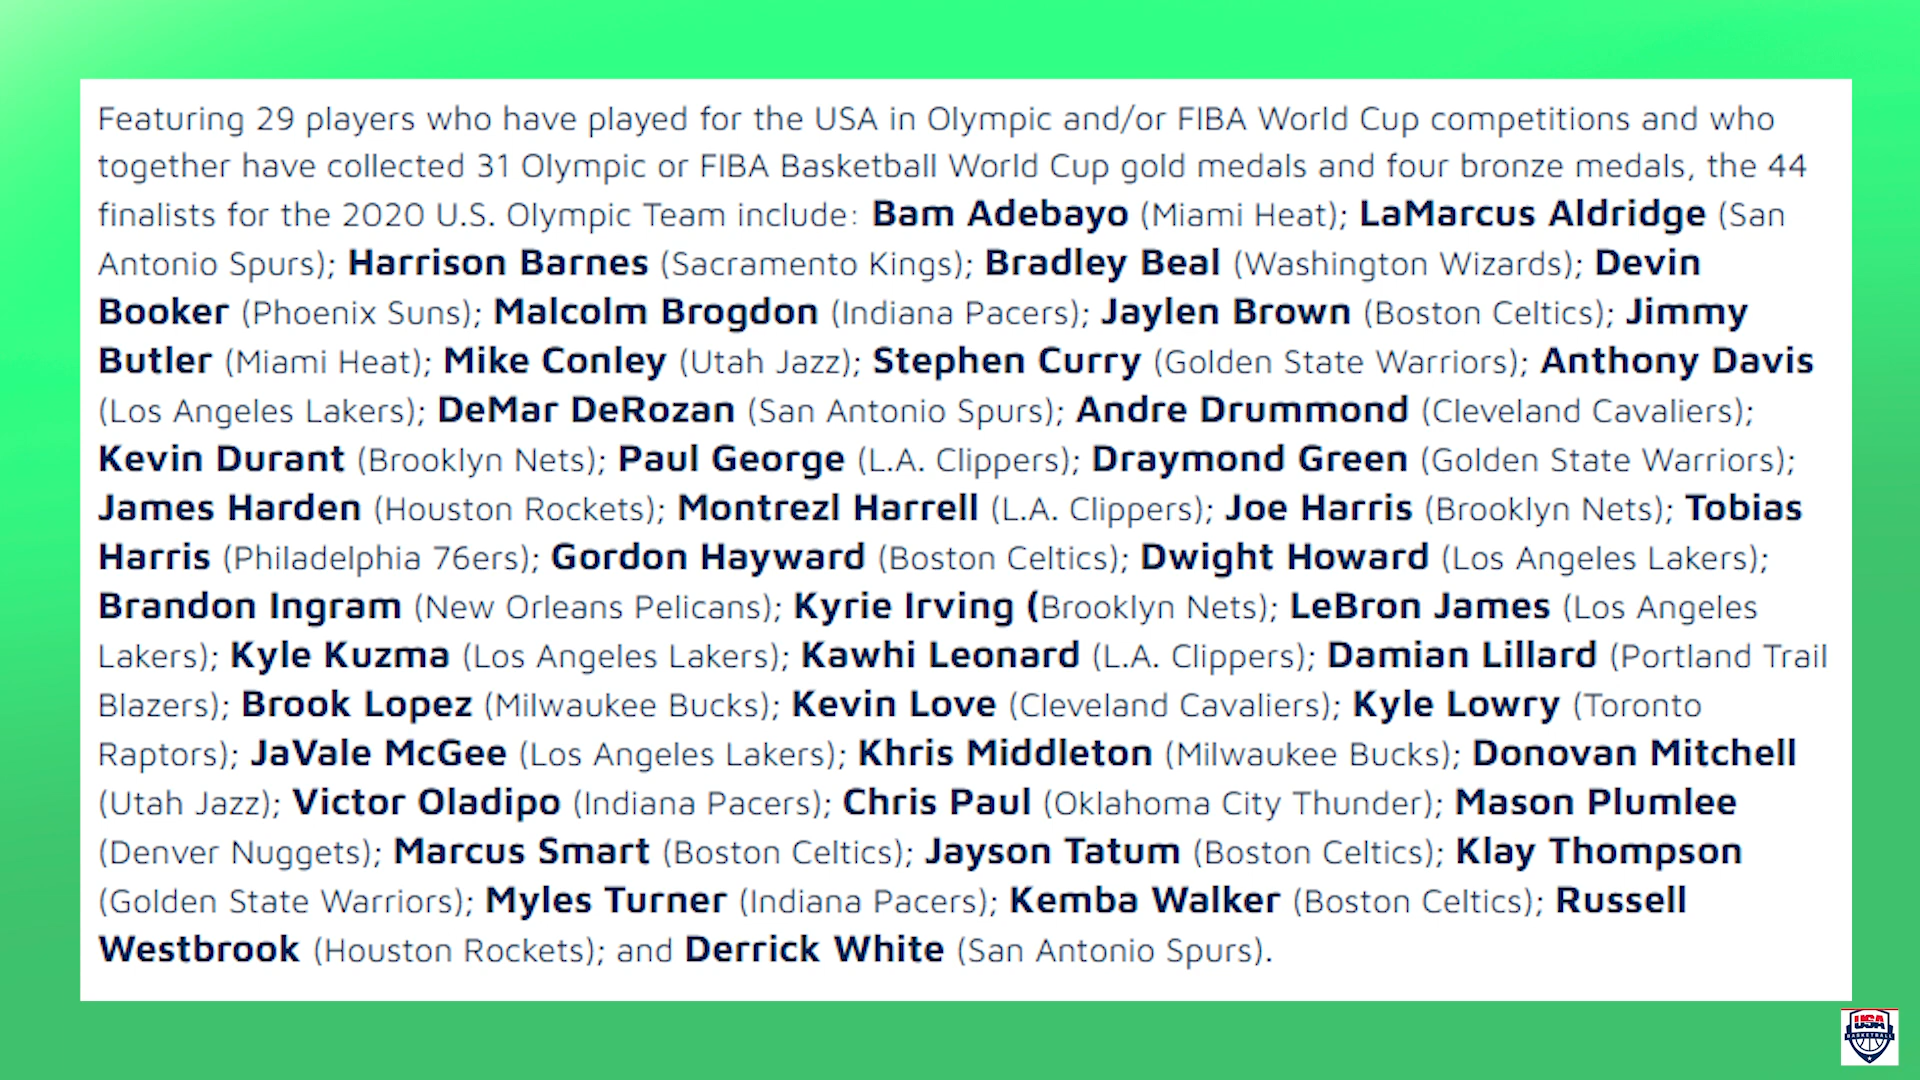 Featuring 29 players who have played for the USA in Olympic and/or FIBA World Cup competitions and who
together have collected 31 Olympic or FIBA Basketball World Cup gold medals and four bronze medals, the 44
finalists for the 2020 U.S. Olympic Team include: Bam Adebayo (Miami Heat); LaMarcus Aldridge (San
Antonio Spurs); Harrison Barnes (Sacramento Kings); Bradley Beal (Washington Wizards); Devin
Booker (Phoenix Suns); Malcolm Brogdon (Indiana Pacers); Jaylen Brown (Boston Celtics); Jimmy
Butler (Miami Heat); Mike Conley (Utah Jazz); Stephen Curry (Golden State Warriors); Anthony Davis
(Los Angeles Lakers); DeMar DeRozan (San Antonio Spurs); Andre Drummond (Cleveland Cavaliers);
Kevin Durant (Brooklyn Nets); Paul George (L.A. Clippers); Draymond Green (Golden State Warriors);
James Harden (Houston Rockets); Montrezl Harrell (L.A. Clippers); Joe Harris (Brooklyn Nets); Tobias
Harris (Philadelphia 76ers); Gordon Hayward (Boston Celtics); Dwight Howard (Los Angeles Lakers);
Brandon Ingram (New Orleans Pelicans); Kyrie Irving (Brooklyn Nets); LeBron James (Los Angeles
Lakers); Kyle Kuzma (Los Angeles Lakers); Kawhi Leonard (L.A. Clippers); Damian Lillard (Portland Trail
Blazers); Brook Lopez (Milwaukee Bucks); Kevin Love (Cleveland Cavaliers); Kyle Lowry (Toronto
Raptors); JaVale McGee (Los Angeles Lakers); Khris Middleton (Milwaukee Bucks); Donovan Mitchell
(Utah Jazz); Victor Oladipo (Indiana Pacers); Chris Paul (Oklahoma City Thunder); Mason Plumlee
(Denver Nuggets); Marcus Smart (Boston Celtics); Jayson Tatum (Boston Celtics); Klay Thompson
(Golden State Warriors); Myles Turner (Indiana Pacers); Kemba Walker (Boston Celtics); Russell
Westbrook (Houston Rockets); and Derrick White (San Antonio Spurs).
USA
BASKETBALL